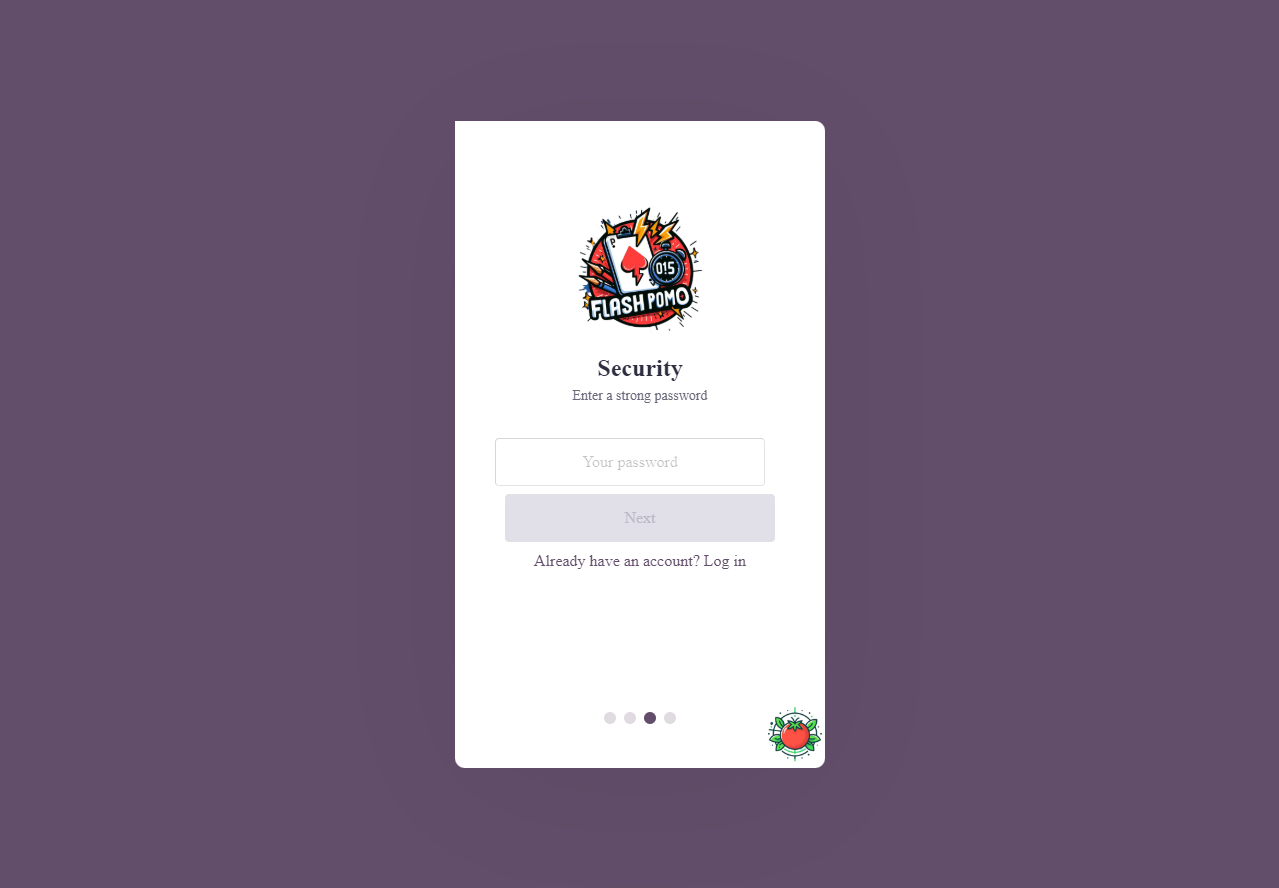 P
015
FLASH POMO
Security
Enter a strong password
Your password
Next
Already have an account? Log in